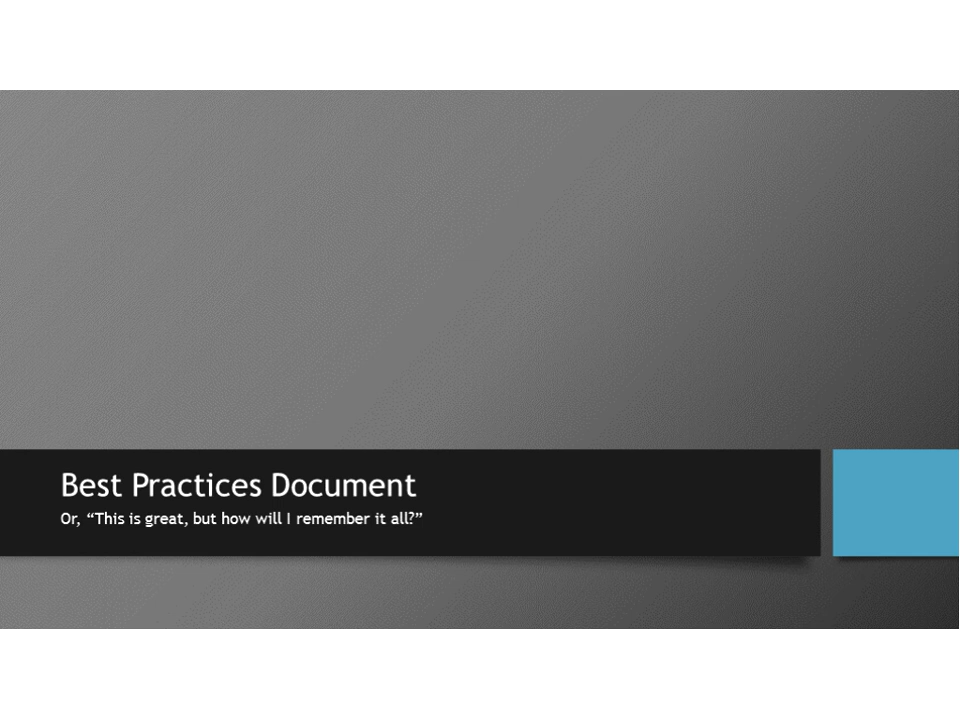 Best Practices Document
Or, “This is great, but how will I remember it all?”